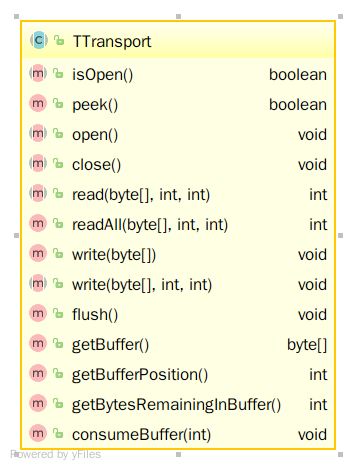 TTransport
isOpen() boolean
peek() boolean
open() void
close() void
read(byte[], int, int) int
readAll(byte[], int, int) int
write(byte[]) void
write(byte[], int, int) void
flush() void
getBuffer() byte[]
getBufferPosition() int
getBytesRemainingInBuffer() int
consumeBuffer(int) void
Powered by yFiles